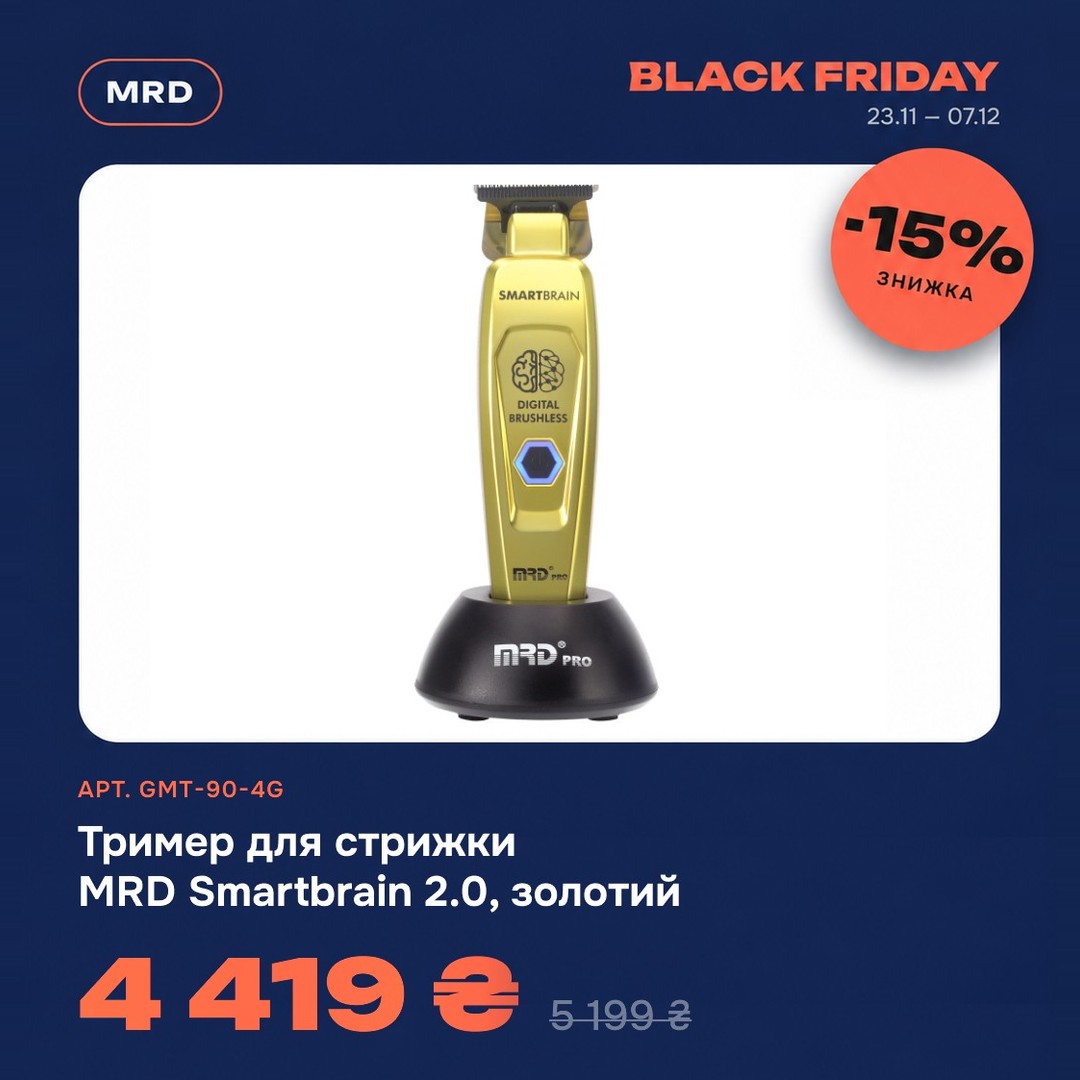 MRD
BLACK FRIDAY
23.11 – 07.12
-15%
ЗНИЖКА
SMARTBRAIN
DIGITAL
BRUSHLESS
MRD® PRO
MRD® PRO
АРТ. GMT-90-4G
Тример для стрижки
MRD Smartbrain 2.0, золотий
4 419 ₴ 5 199 ₴